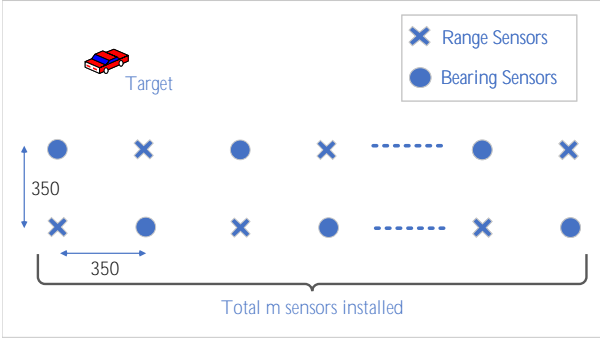 Range Sensors
Bearing Sensors
Target
350
350
Total m sensors installed